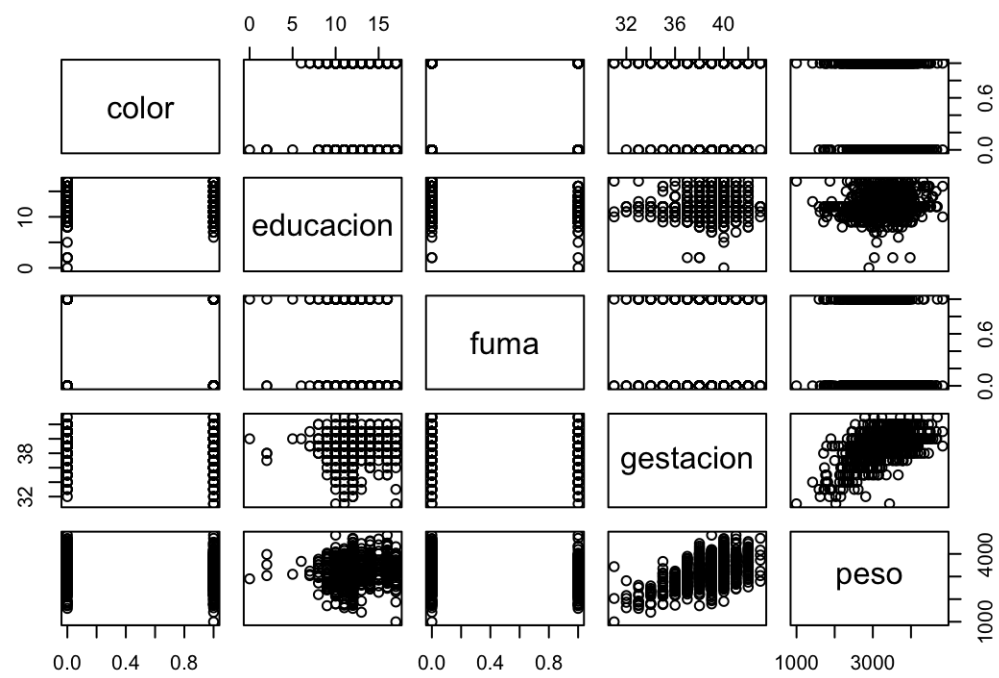 0 5 10 15 32 36 40
color 0.0 0.6
0 10 educacion
fuma 0.0 0.6
32 38 gestacion
peso 1000 4000
0.0 0.4 0.8 0.0 0.4 0.8 1000 3000